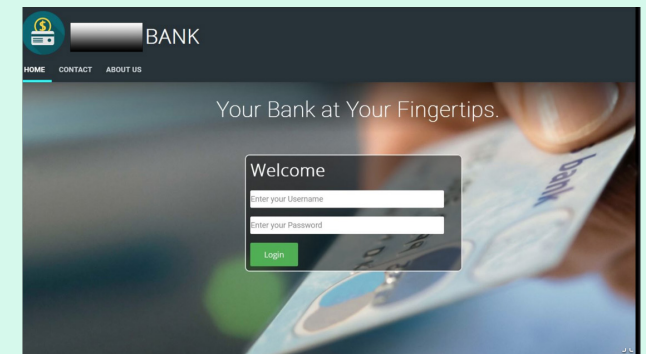 $
BANK
HOME CONTACT ABOUT US
Your Bank at Your Fingertips.
Welcome
Enter your Username
Enter your Password
Login
bank